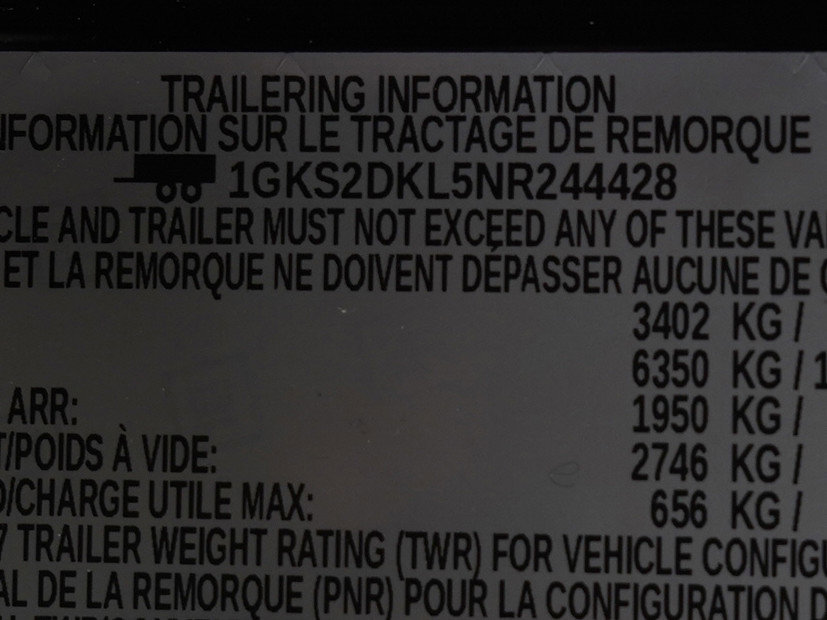 TRAILERING INFORMATION
NFORMATION SUR LE TRACTAGE DE REMORQUE
1GKS2DKL5NR244428
CLE AND TRAILER MUST NOT EXCEED ANY OF THESE VA
ET LA REMORQUE NE DOIVENT DÉPASSER AUCUNE DE
3402 KG /
6350 KG / 1
ARR: 1950 KG /
T/POIDS À VIDE: 2746 KG /
D/CHARGE UTILE MAX: 656 KG /
7 TRAILER WEIGHT RATING (TWR) FOR VEHICLE CONFIGU
AL DE LA REMORQUE (PNR) POUR LA CONFIGURATION D